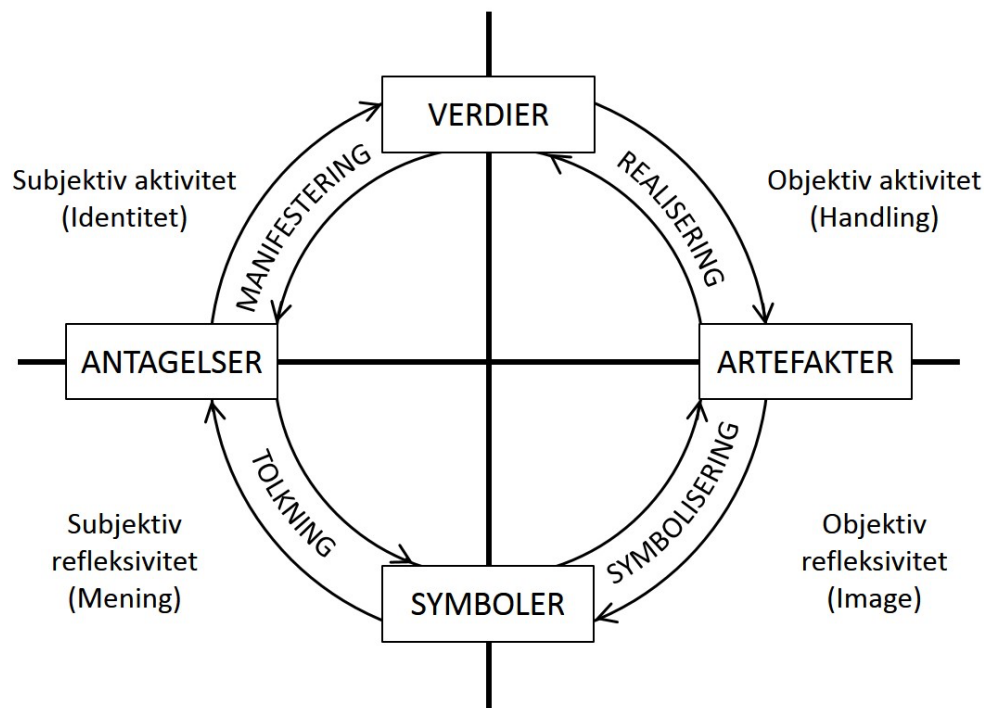 VERDIER
MANIFESTERING
REALISERING
Subjektiv aktivitet
(Identitet)
Objektiv aktivitet
(Handling)
ANTAGELSER
ARTEFAKTER
TOLKNING
SYMBOLISERING
Subjektiv
refleksivitet
(Mening)
Objektiv
refleksivitet
(Image)
SYMBOLER